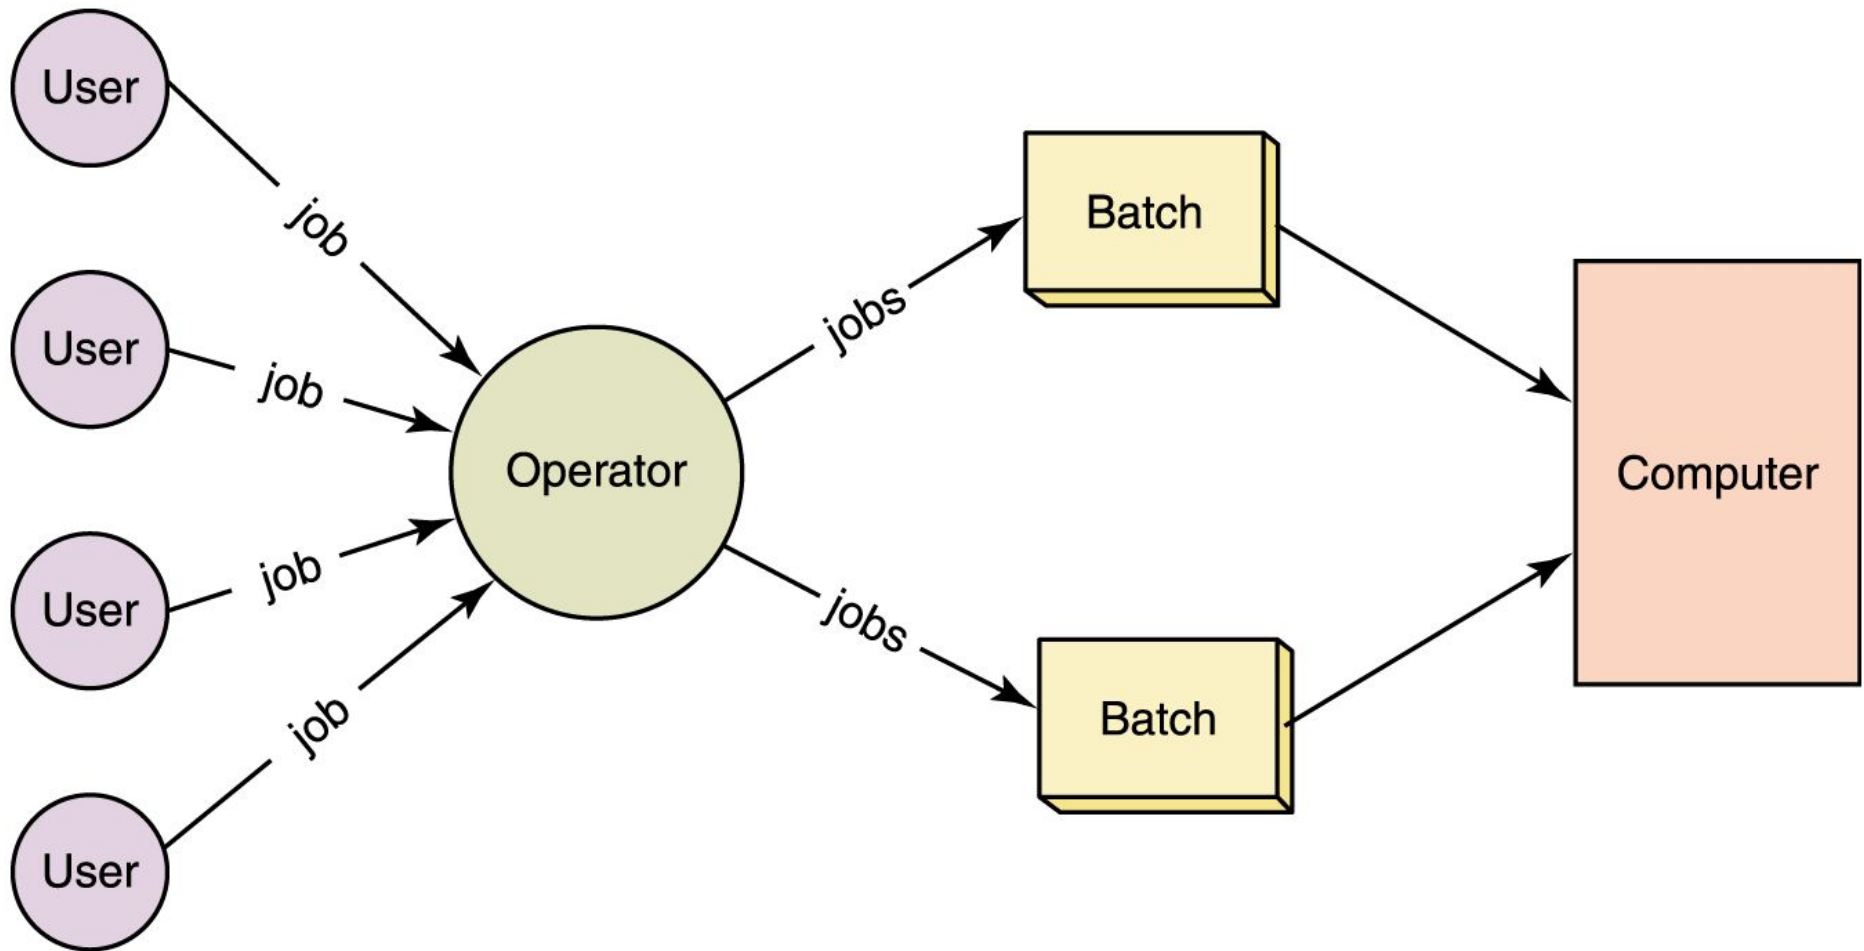 User
job
User
job
User
job
User
job
Operator
jobs
jobs
Batch
Batch
Computer